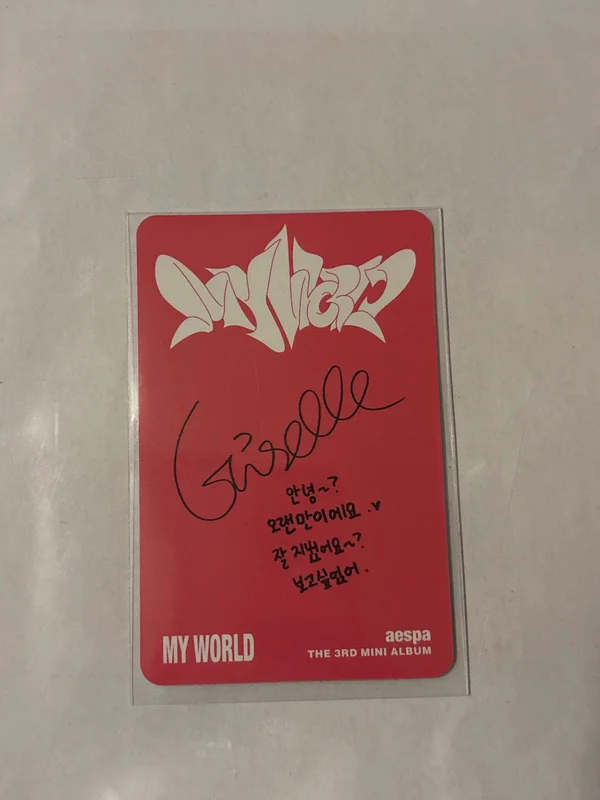 MY WORLD
Giselle
안녕~?
오랜만이에요.♥
잘 지냈어요~?
보고싶었어.
MY WORLD
aespa
THE 3RD MINI ALBUM